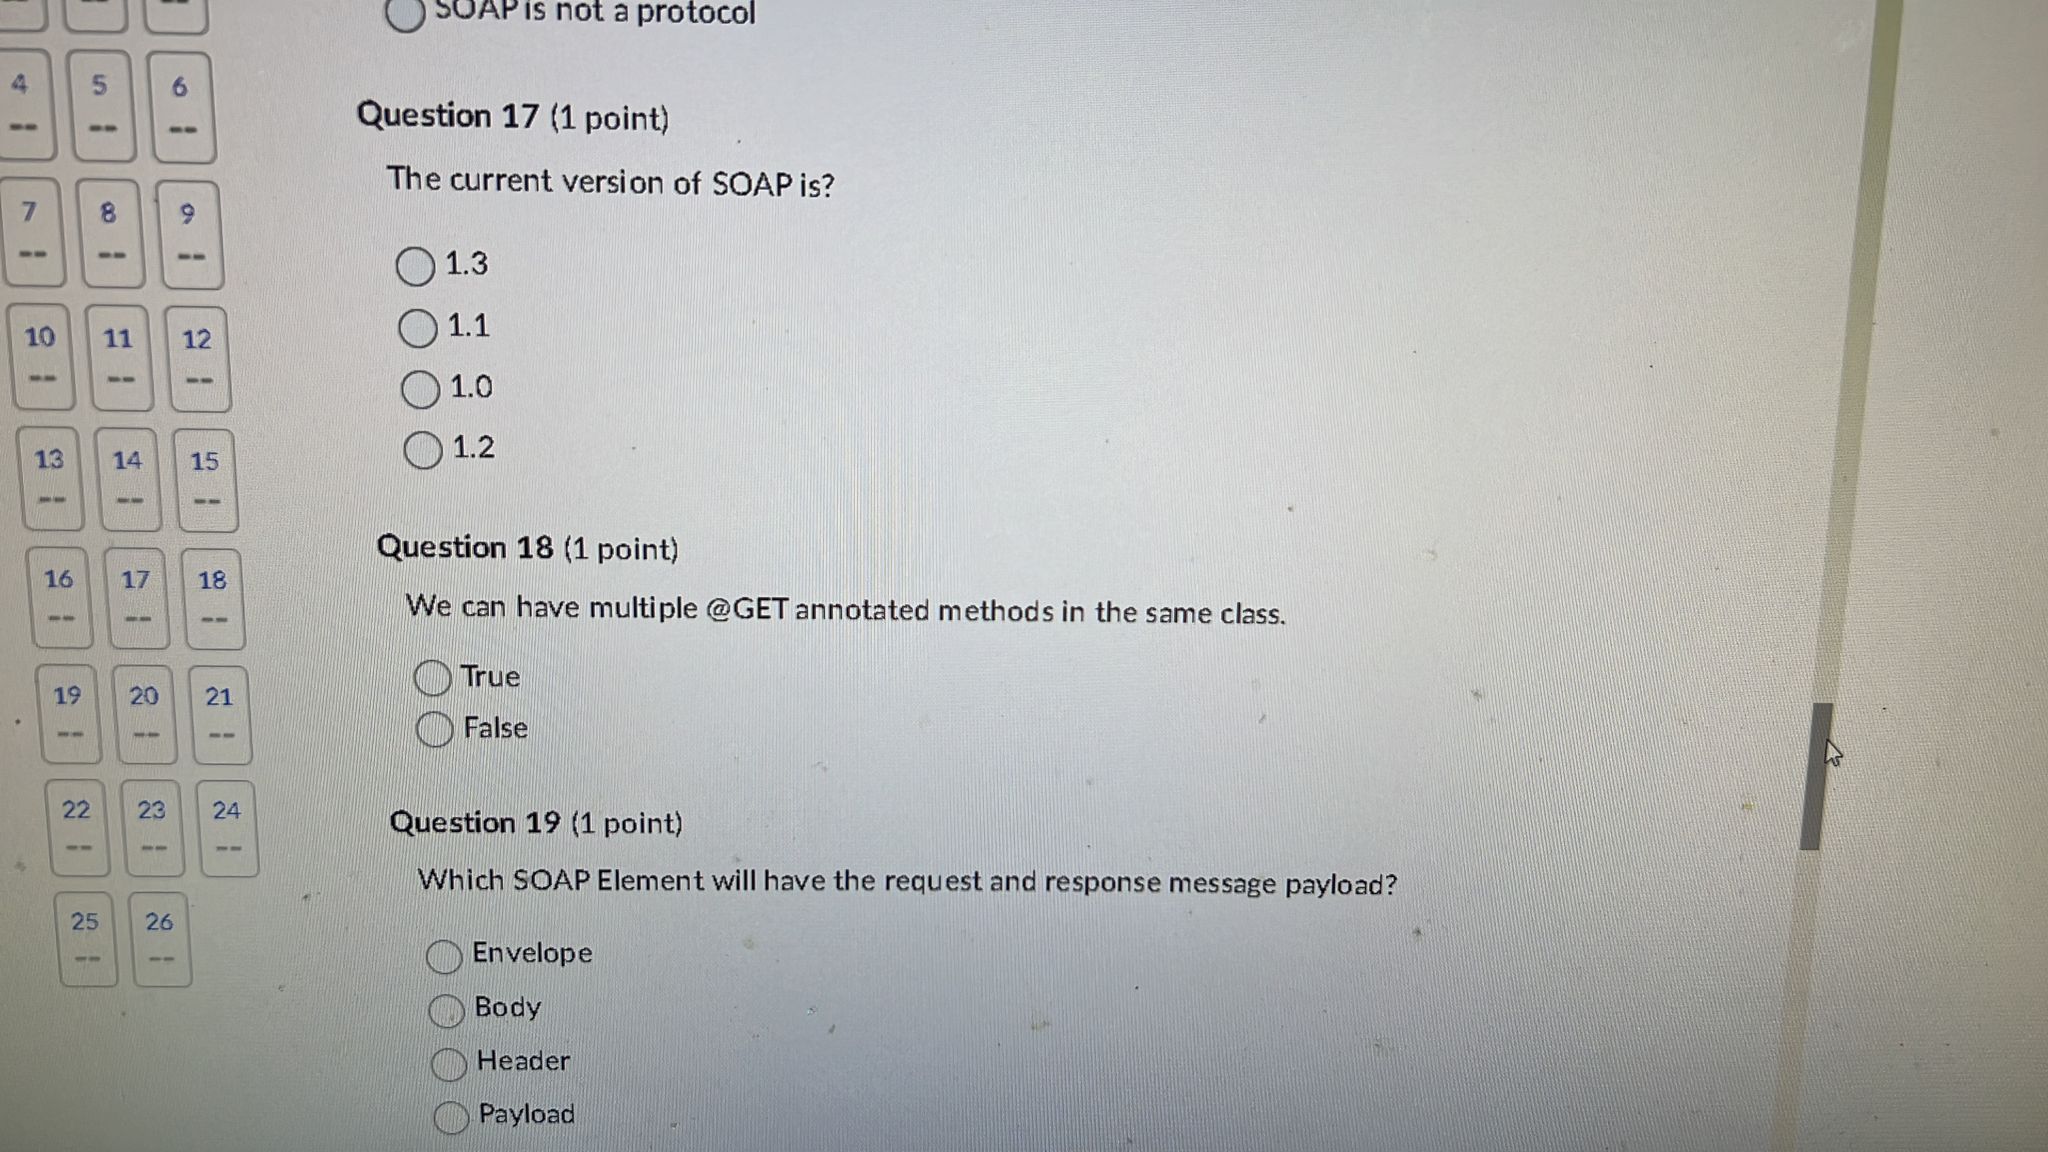 SOAP is not a protocol
4 5 6
-- -- --
Question 17 (1 point)
The current version of SOAP is?
7 8 9
-- -- --
1.3
1.1
10 11 12
-- -- --
1.0
1.2
13 14 15
-- -- --
Question 18 (1 point)
16 17 18
-- -- --
We can have multiple @GET annotated methods in the same class.
True
19 20 21
-- -- --
False
22 23 24
-- -- --
Question 19 (1 point)
Which SOAP Element will have the request and response message payload?
25 26
-- --
Envelope
Body
Header
Payload